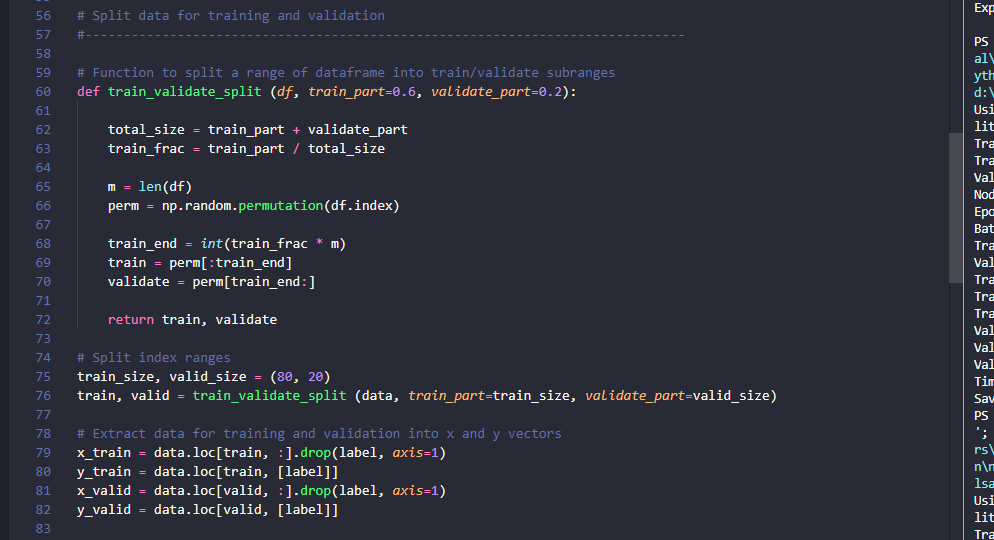 56 # Split data for training and validation
57 #------------------------------------------------------------------------------
58
59 # Function to split a range of dataframe into train/validate subranges
60 def train_validate_split (df, train_part=0.6, validate_part=0.2):
61
62 total_size = train_part + validate_part
63 train_frac = train_part / total_size
64
65 m = len(df)
66 perm = np.random.permutation(df.index)
67
68 train_end = int(train_frac * m)
69 train = perm[:train_end]
70 validate = perm[train_end:]
71
72 return train, validate
73
74 # Split index ranges
75 train_size, valid_size = (80, 20)
76 train, valid = train_validate_split (data, train_part=train_size, validate_part=valid_size)
77
78 # Extract data for training and validation into x and y vectors
79 x_train = data.loc[train, :].drop(label, axis=1)
80 y_train = data.loc[train, [label]]
81 x_valid = data.loc[valid, :].drop(label, axis=1)
82 y_valid = data.loc[valid, [label]]
83
Exp
PS
al\
yth
d:\
Usi
lit
Tra
Tra
Val
Nod
Epo
Bat
Tra
Val
Tra
Tra
Tra
Val
Val
Val
Tim
Sav
PS
';
rs\
n\n
lsa
Usi
lit
Tra